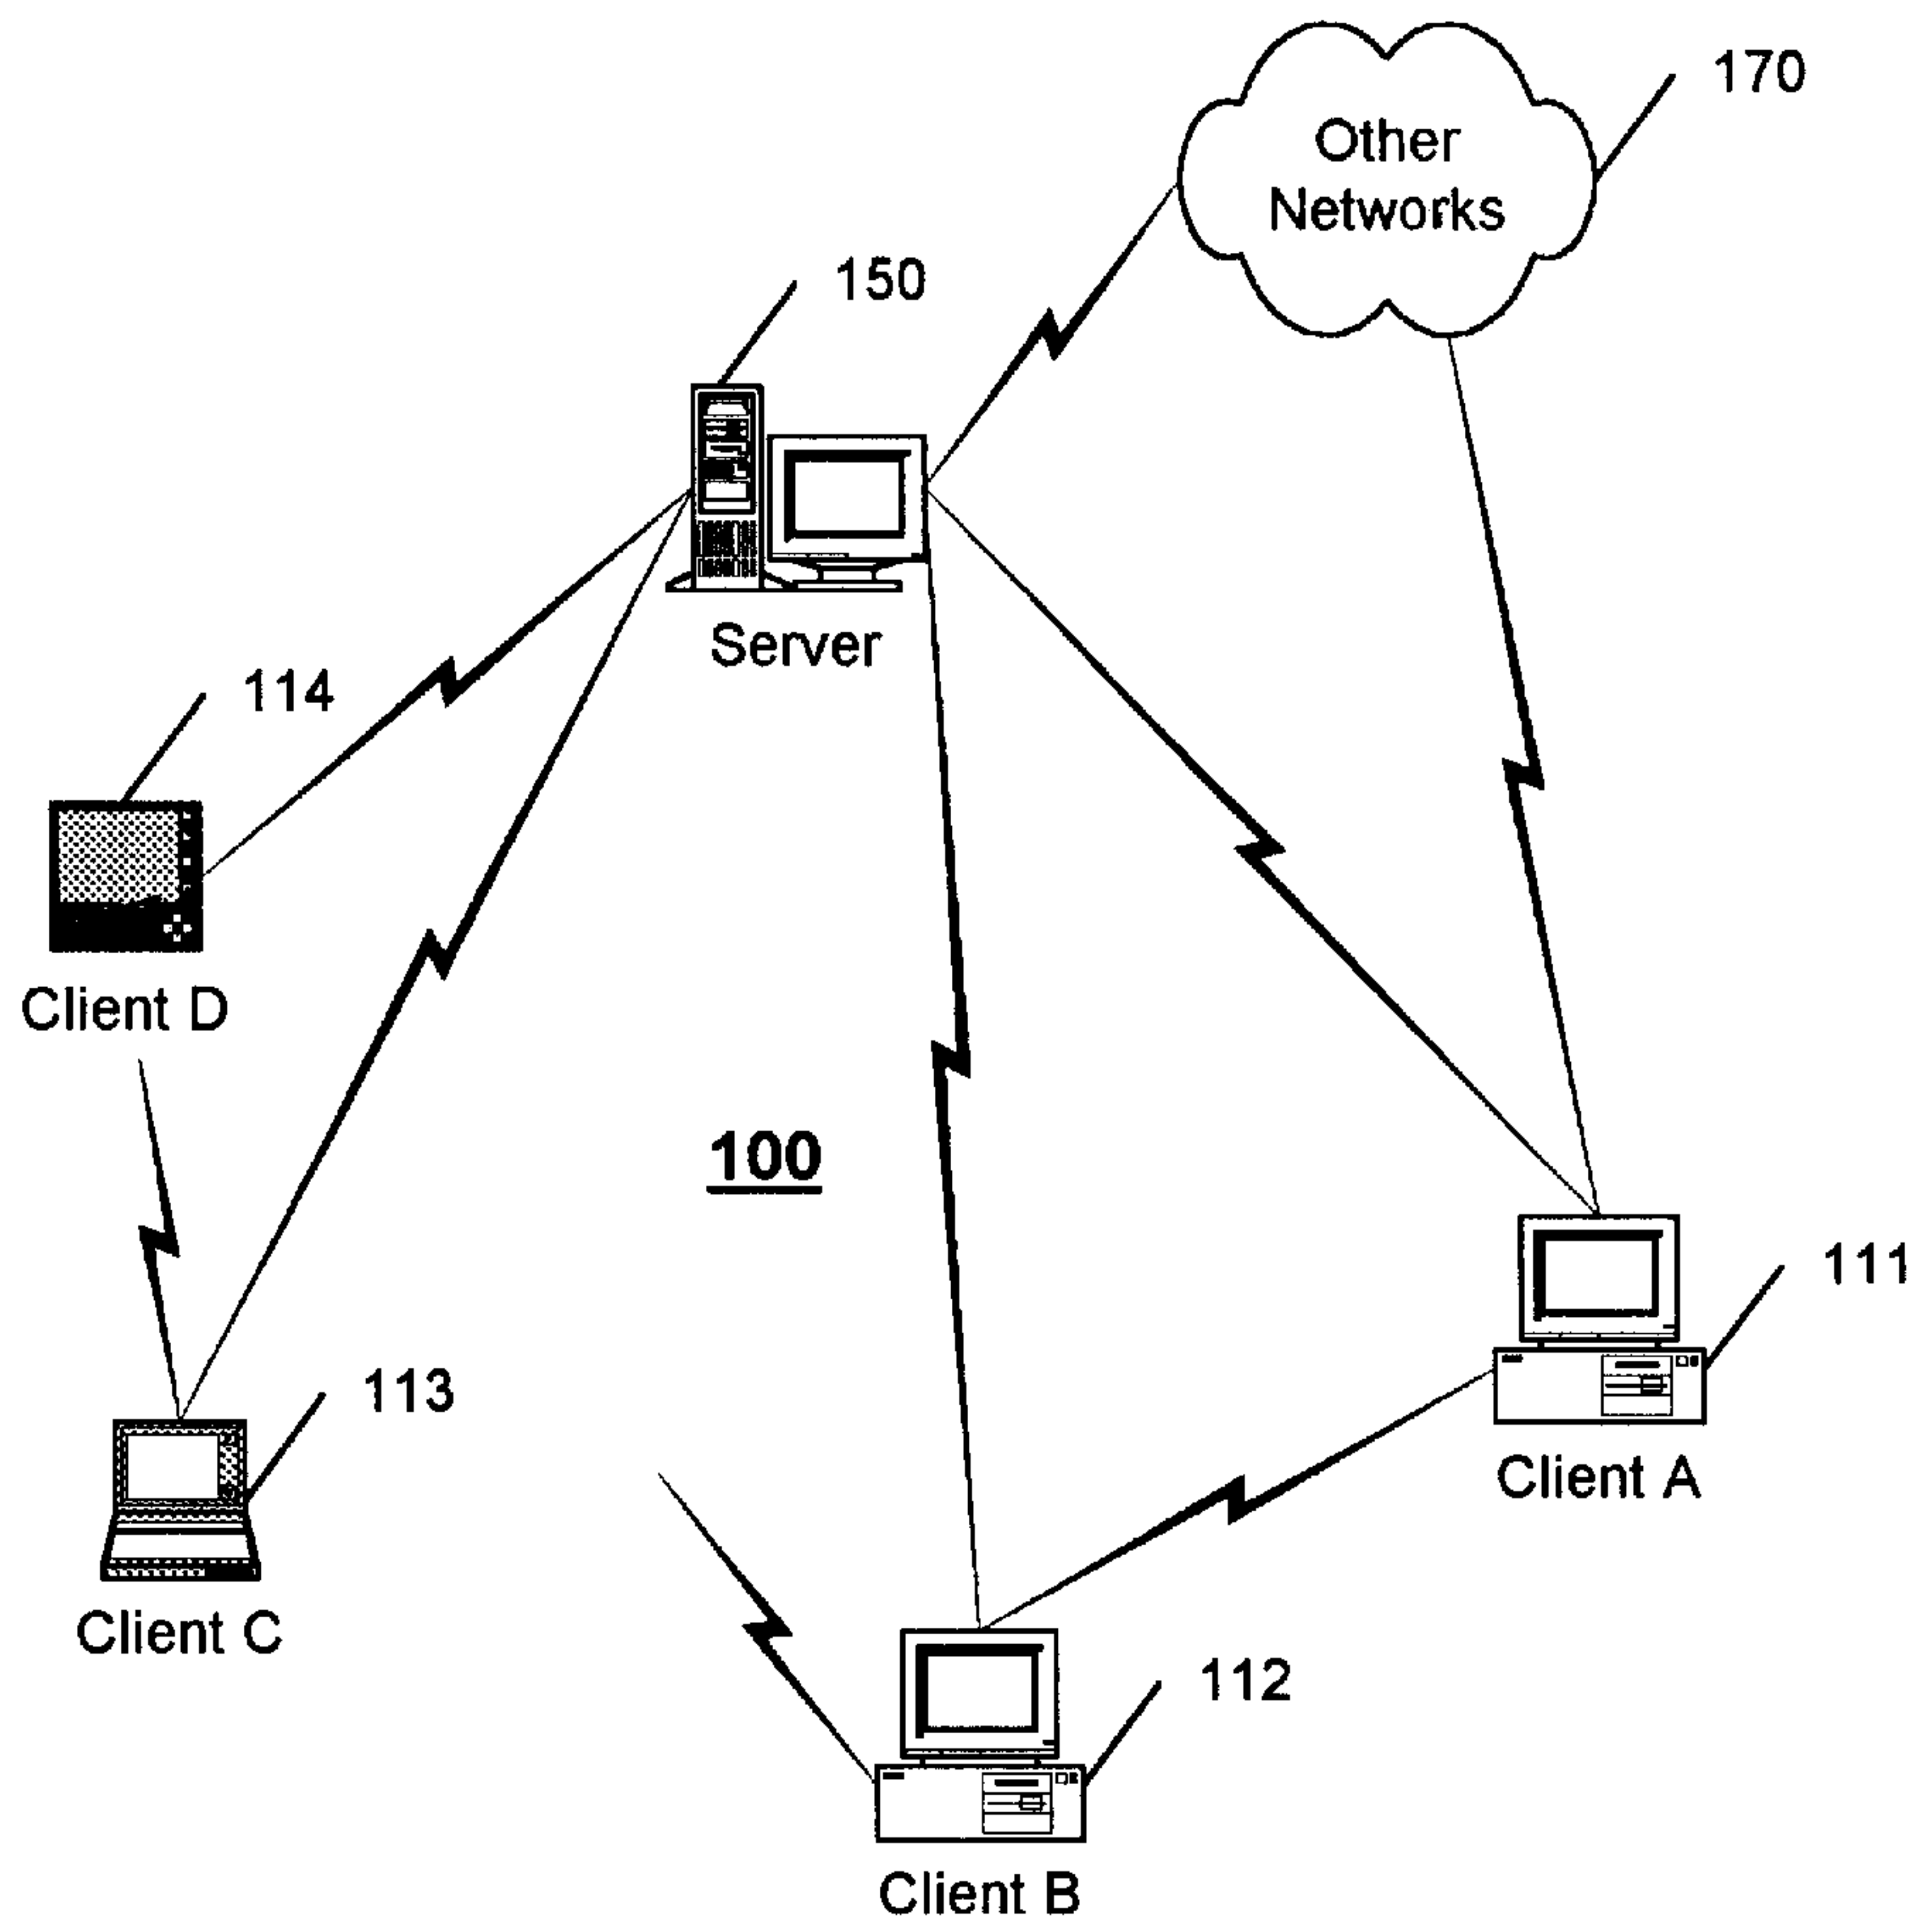 170
Other
Networks
150
Server
114
Client D
100
111
113
Client A
Client C
112
Client B